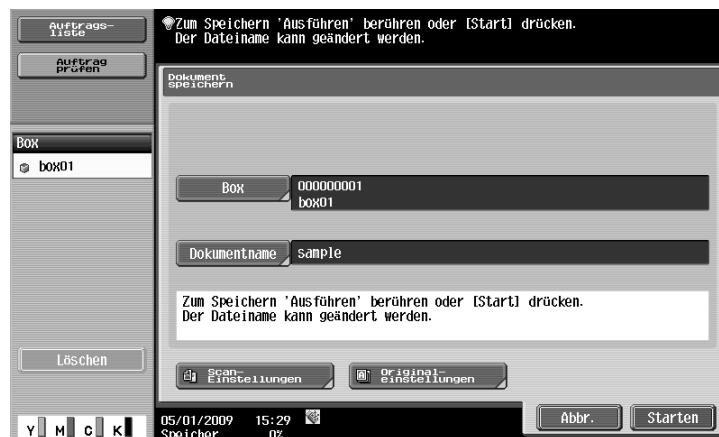 Auftrags-
liste
Auftrag
prüfen
Box
box01
Löschen
Y M C K
Zum Speichern 'Ausführen' berühren oder [Start] drücken.
Der Dateiname kann geändert werden.
Dokument
speichern
Box
000000001
box01
Dokumentname
sample
Zum Speichern 'Ausführen' berühren oder [Start] drücken.
Der Dateiname kann geändert werden.
Scan-
Einstellungen
Original-
einstellungen
05/01/2009 15:29
Speicher 0%
Abbr.
Starten